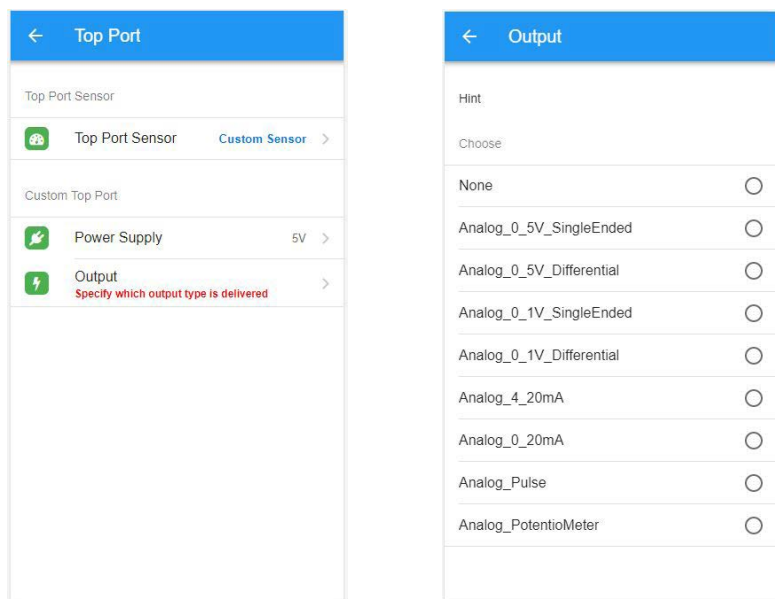 Top Port
Top Port Sensor
Top Port Sensor Custom Sensor
Custom Top Port
Power Supply 5V
Output
Specify which output type is delivered
Output
Hint
Choose
None
Analog_0_5V_SingleEnded
Analog_0_5V_Differential
Analog_0_1V_SingleEnded
Analog_0_1V_Differential
Analog_4_20mA
Analog_0_20mA
Analog_Pulse
Analog_PotentioMeter